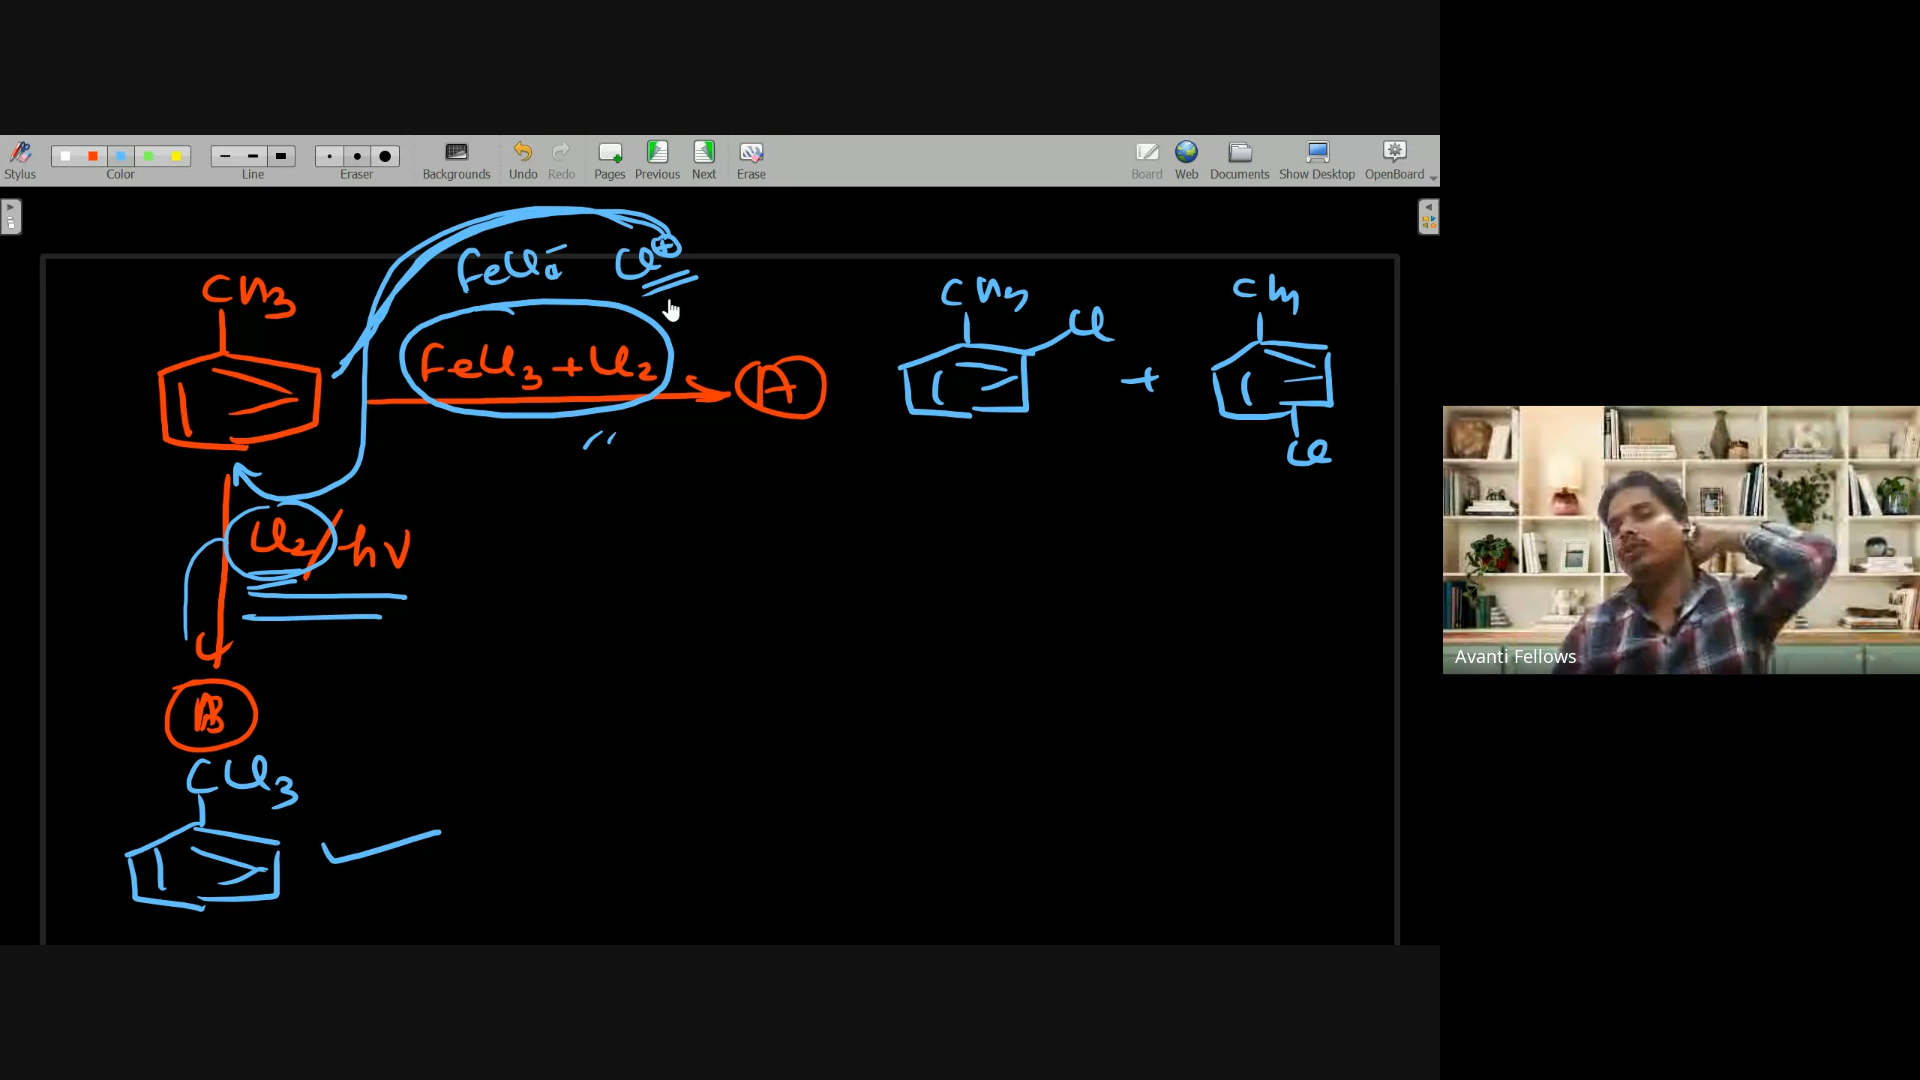 Stylus Color Line Eraser Backgrounds Undo Redo Pages Previous Next Erase Board Web Documents Show Desktop OpenBoard
FeCl4- Cl+
CH3
CH3
CH3
Cl
FeCl3 + Cl2
A
+
Cl
Cl2/hν
B
CCl3
Avanti Fellows